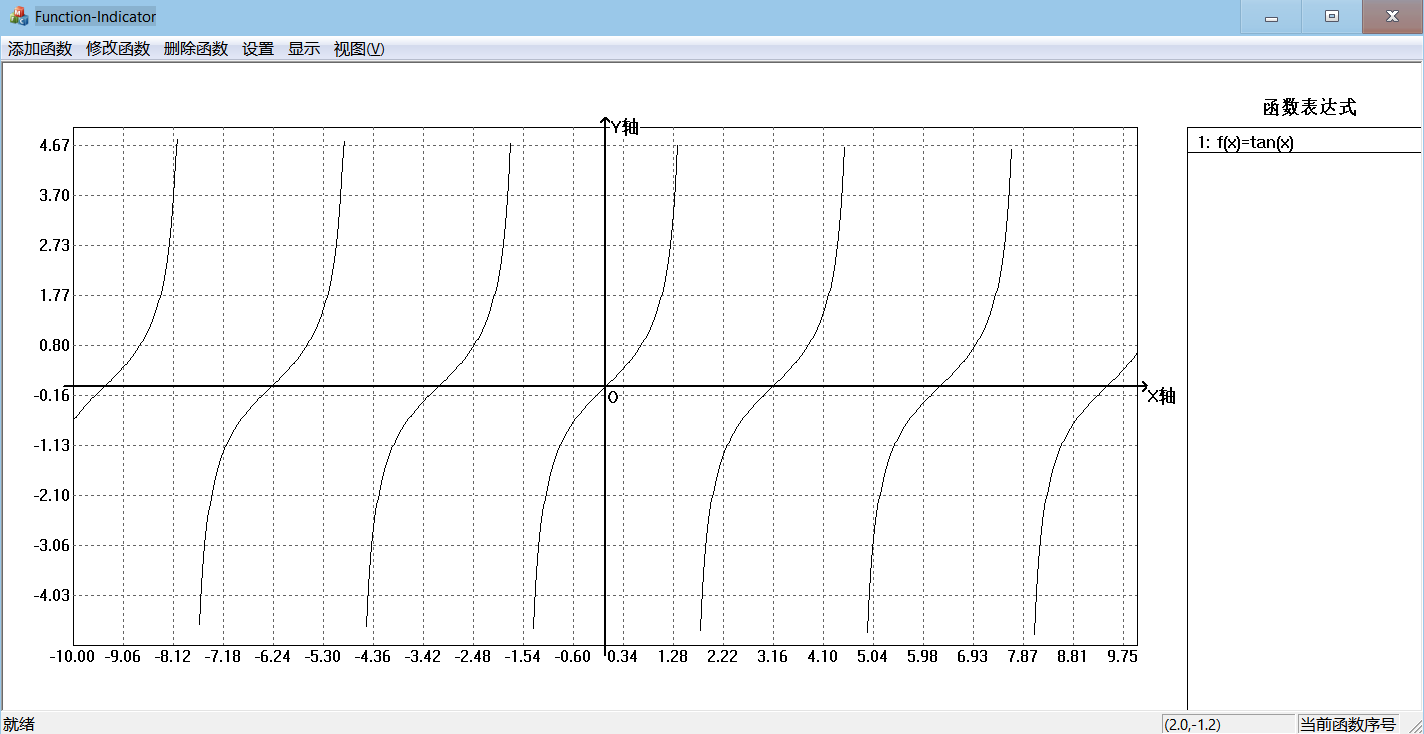 Function-Indicator
添加函数 修改函数 删除函数 设置 显示 视图(V)
函数表达式
Y轴
1: f(x)=tan(x)
4.67
3.70
2.73
1.77
0.80
-0.16
O
X轴
-1.13
-2.10
-3.06
-4.03
-10.00 -9.06 -8.12 -7.18 -6.24 -5.30 -4.36 -3.42 -2.48 -1.54 -0.60 0.34 1.28 2.22 3.16 4.10 5.04 5.98 6.93 7.87 8.81 9.75
就绪 (2.0,-1.2) 当前函数序号